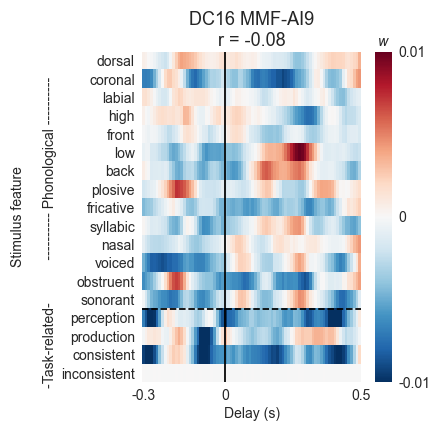 DC16 MMF-AI9
r = -0.08
w
dorsal
coronal
labial
high
front
low
back
plosive
fricative
syllabic
nasal
voiced
obstruent
sonorant
perception
production
consistent
inconsistent
Stimulus feature
---------- Phonological ----------
-Task-related-
0.01
0
-0.01
-0.3
0
0.5
Delay (s)